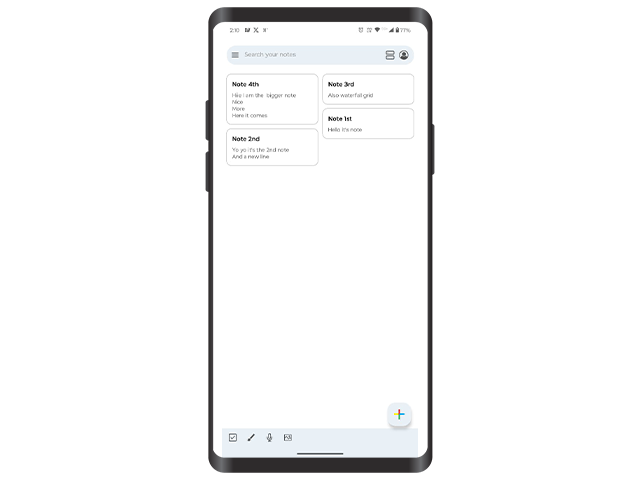 2:10
77%
Search your notes
Note 4th
Hiie I am the bigger note
Nice
More
Here it comes
Note 3rd
Also waterfall grid
Note 1st
Hello it's note
Note 2nd
Yo yo it's the 2nd note
And a new line